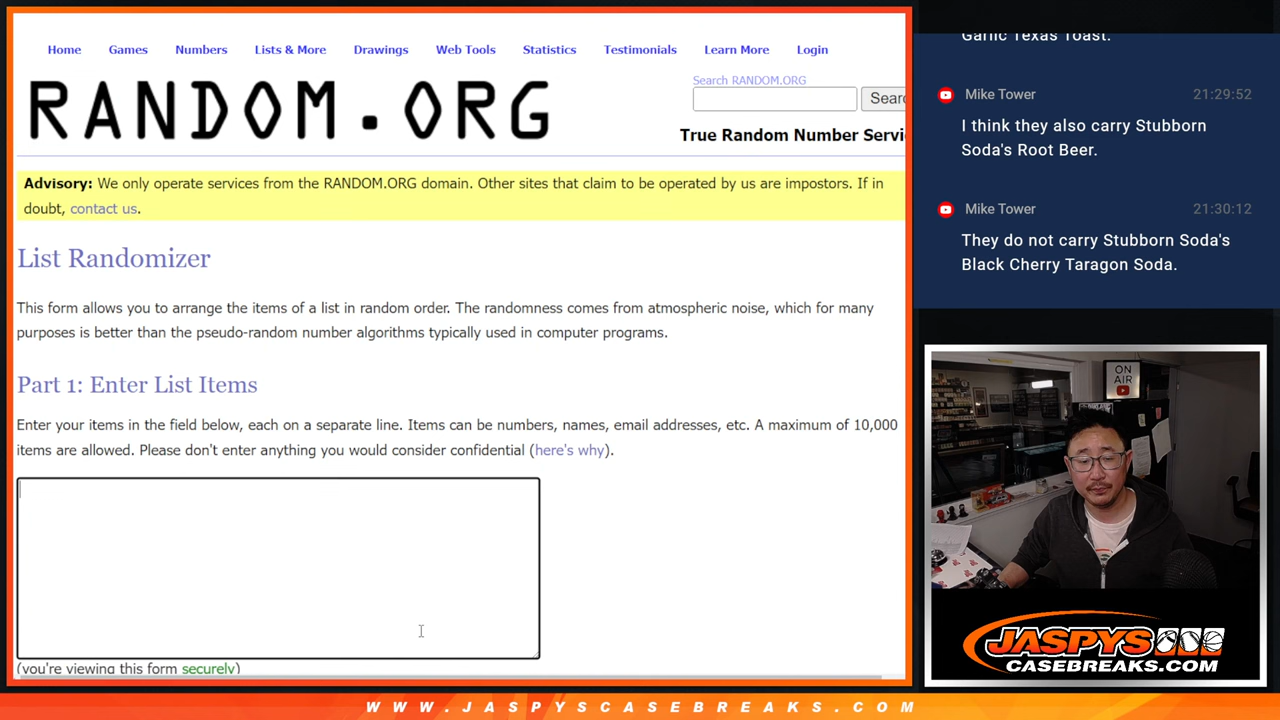 Home Games Numbers Lists & More Drawings Web Tools Statistics Testimonials Learn More Login
RANDOM.ORG
Search RANDOM.ORG
Searc
True Random Number Servi
Advisory: We only operate services from the RANDOM.ORG domain. Other sites that claim to be operated by us are impostors. If in
doubt, contact us.
List Randomizer
This form allows you to arrange the items of a list in random order. The randomness comes from atmospheric noise, which for many
purposes is better than the pseudo-random number algorithms typically used in computer programs.
Part 1: Enter List Items
Enter your items in the field below, each on a separate line. Items can be numbers, names, email addresses, etc. A maximum of 10,000
items are allowed. Please don't enter anything you would consider confidential (here's why).
(you're viewing this form securely)
Garlic Texas Toast.
Mike Tower 21:29:52
I think they also carry Stubborn
Soda's Root Beer.
Mike Tower 21:30:12
They do not carry Stubborn Soda's
Black Cherry Taragon Soda.
ON
AIR
JASPYS
CASEBREAKS.COM
WWW.JASPYSCASEBREAKS.COM